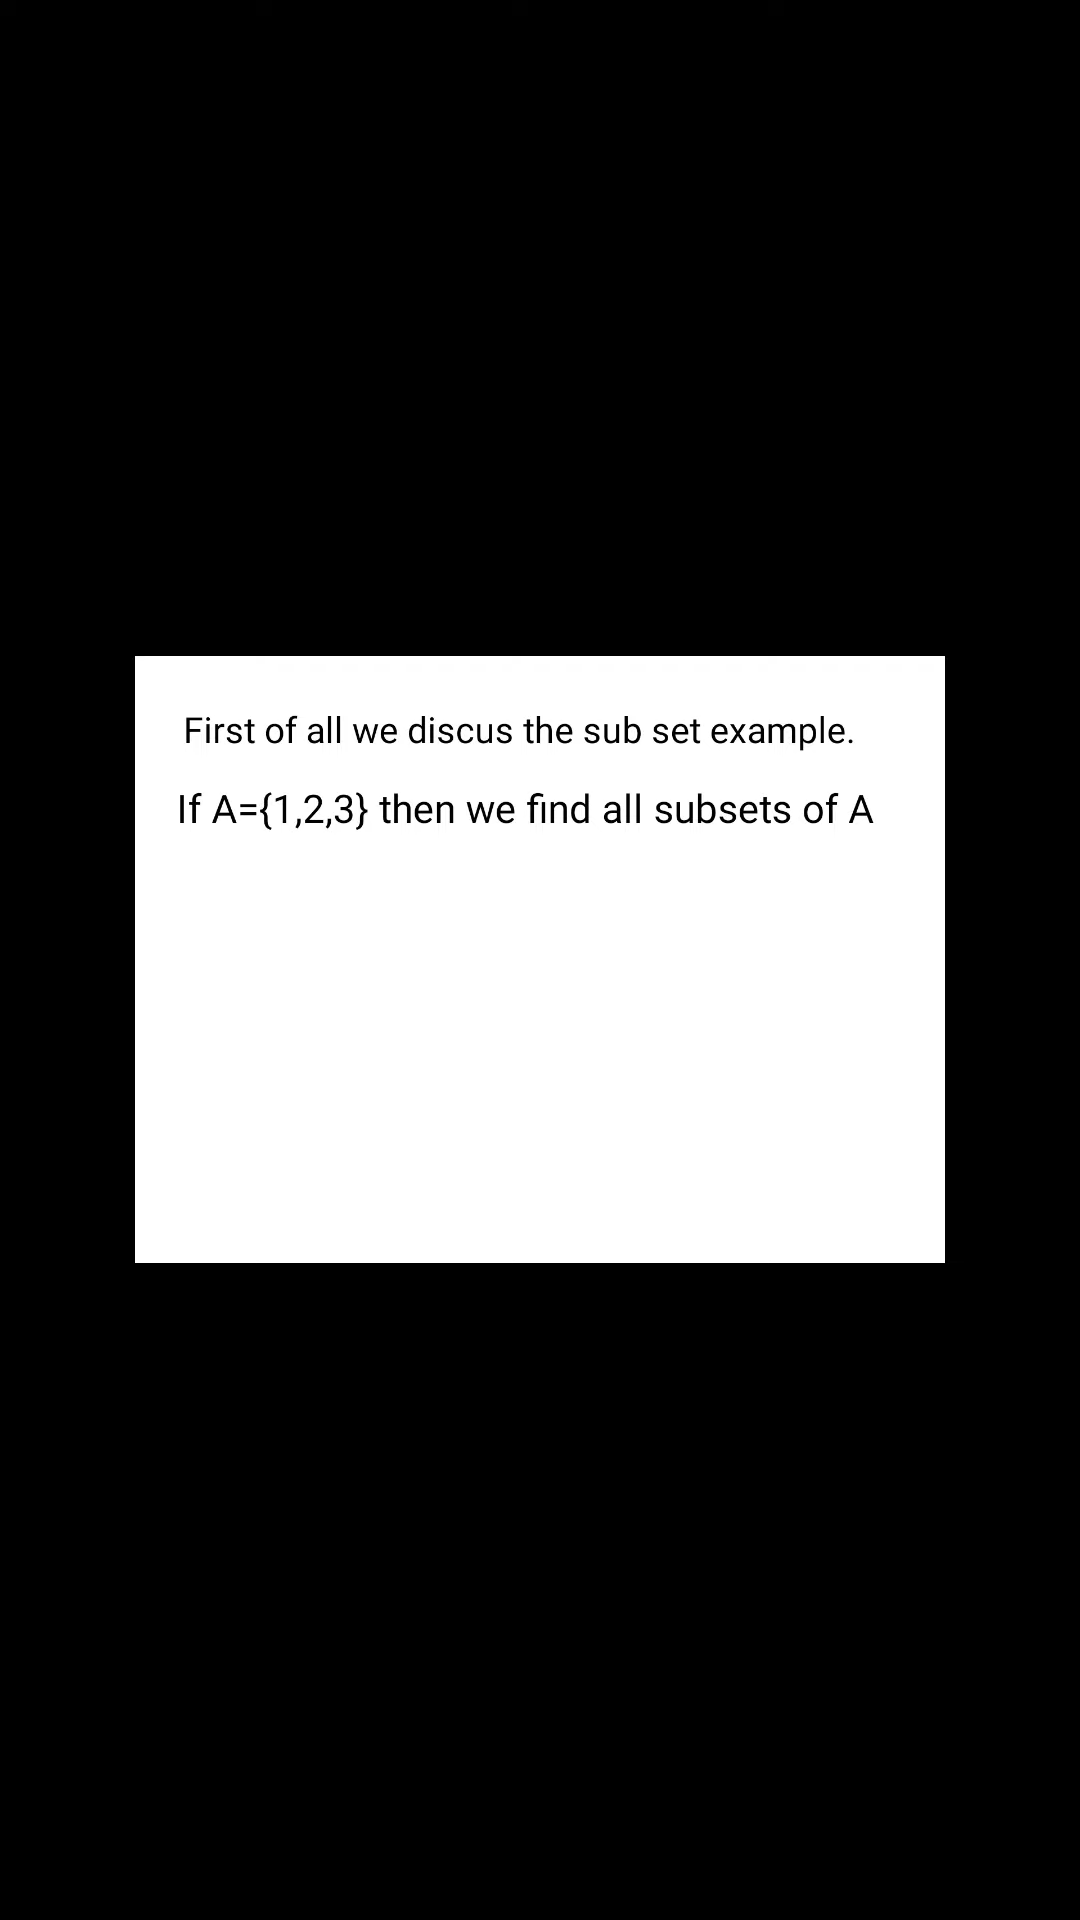 First of all we discus the sub set example.
If A={1,2,3} then we find all subsets of A